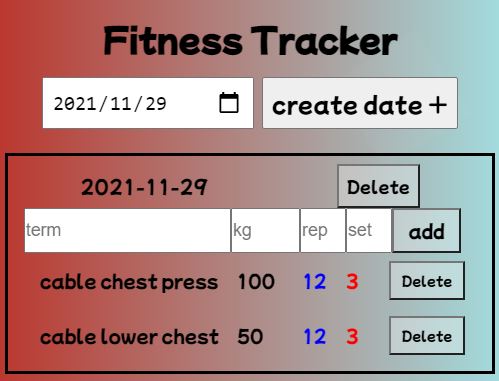 Fitness Tracker
2021/11/29 create date +
2021-11-29 Delete
term kg rep set add
cable chest press 100 12 3 Delete
cable lower chest 50 12 3 Delete